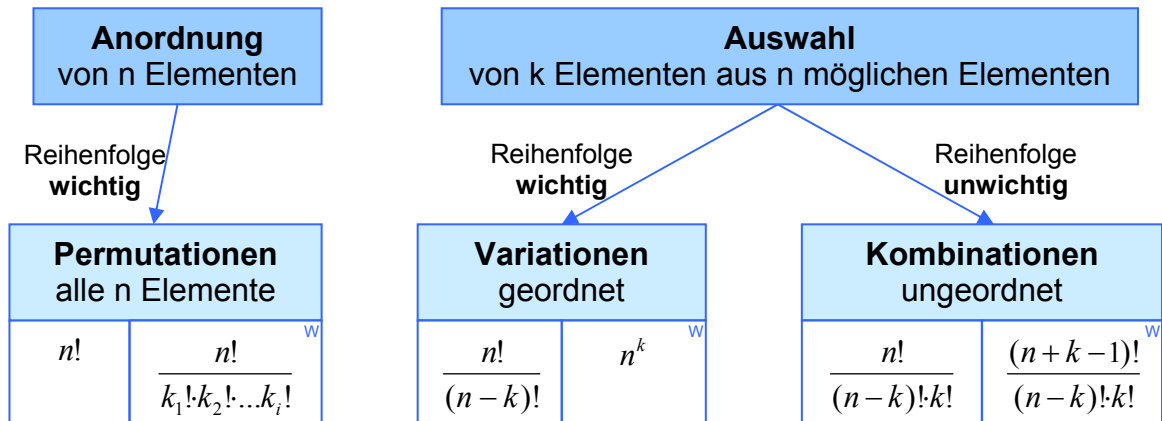 Anordnung
von n Elementen
Auswahl
von k Elementen aus n möglichen Elementen
Reihenfolge
wichtig
Reihenfolge
wichtig
Reihenfolge
unwichtig
Permutationen
alle n Elemente
n!
W
n!
k₁!·k₂!·...kᵢ!
Variationen
geordnet
n!
(n−k)!
W
nᵏ
Kombinationen
ungeordnet
n!
(n−k)!·k!
W
(n+k−1)!
(n−k)!·k!